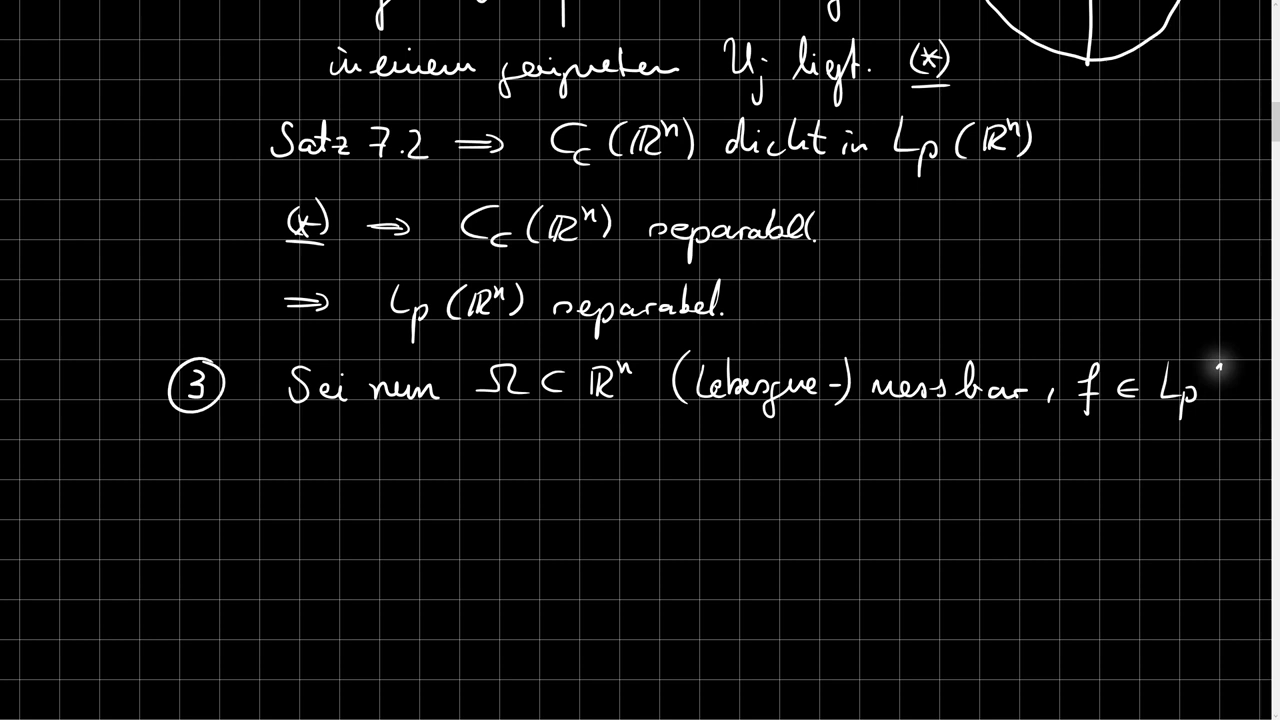 in einem geeigneten U_j liegt. (*)
Satz 7.2 ⇒ C_c(ℝⁿ) dicht in L_p(ℝⁿ)
(*) ⇒ C_c(ℝⁿ) separabel.
⇒ L_p(ℝⁿ) separabel.
③ Sei nun Ω ⊂ ℝⁿ (Lebesgue-) messbar, f ∈ L_p